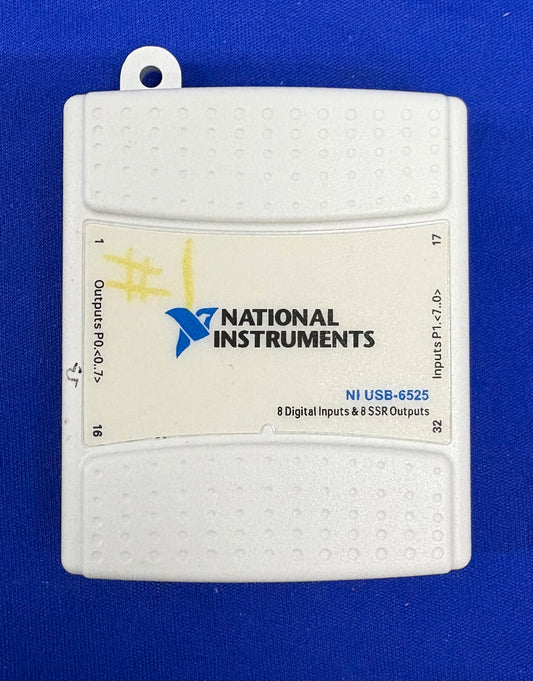 #1
1
Outputs P0.<0..7>
16
17
Inputs P1.<7..0>
32
NATIONAL
INSTRUMENTS
NI USB-6525
8 Digital Inputs & 8 SSR Outputs